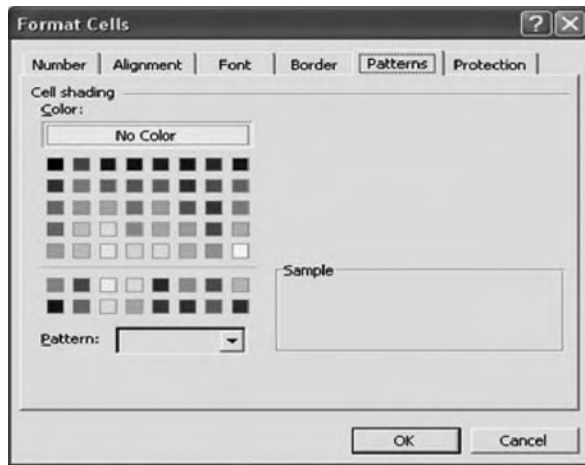 Format Cells
Number Alignment Font Border Patterns Protection
Cell shading
Color:
No Color
Sample
Pattern:
OK Cancel